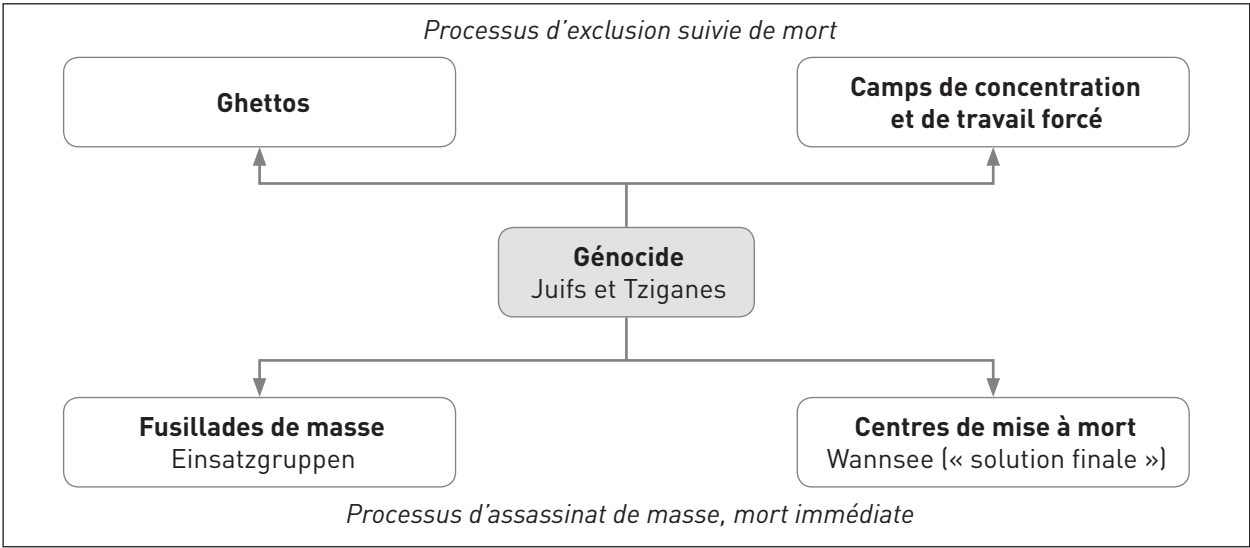 Processus d'exclusion suivie de mort
Ghettos
Camps de concentration
et de travail forcé
Génocide
Juifs et Tziganes
Fusillades de masse
Einsatzgruppen
Centres de mise à mort
Wannsee (« solution finale »)
Processus d'assassinat de masse, mort immédiate